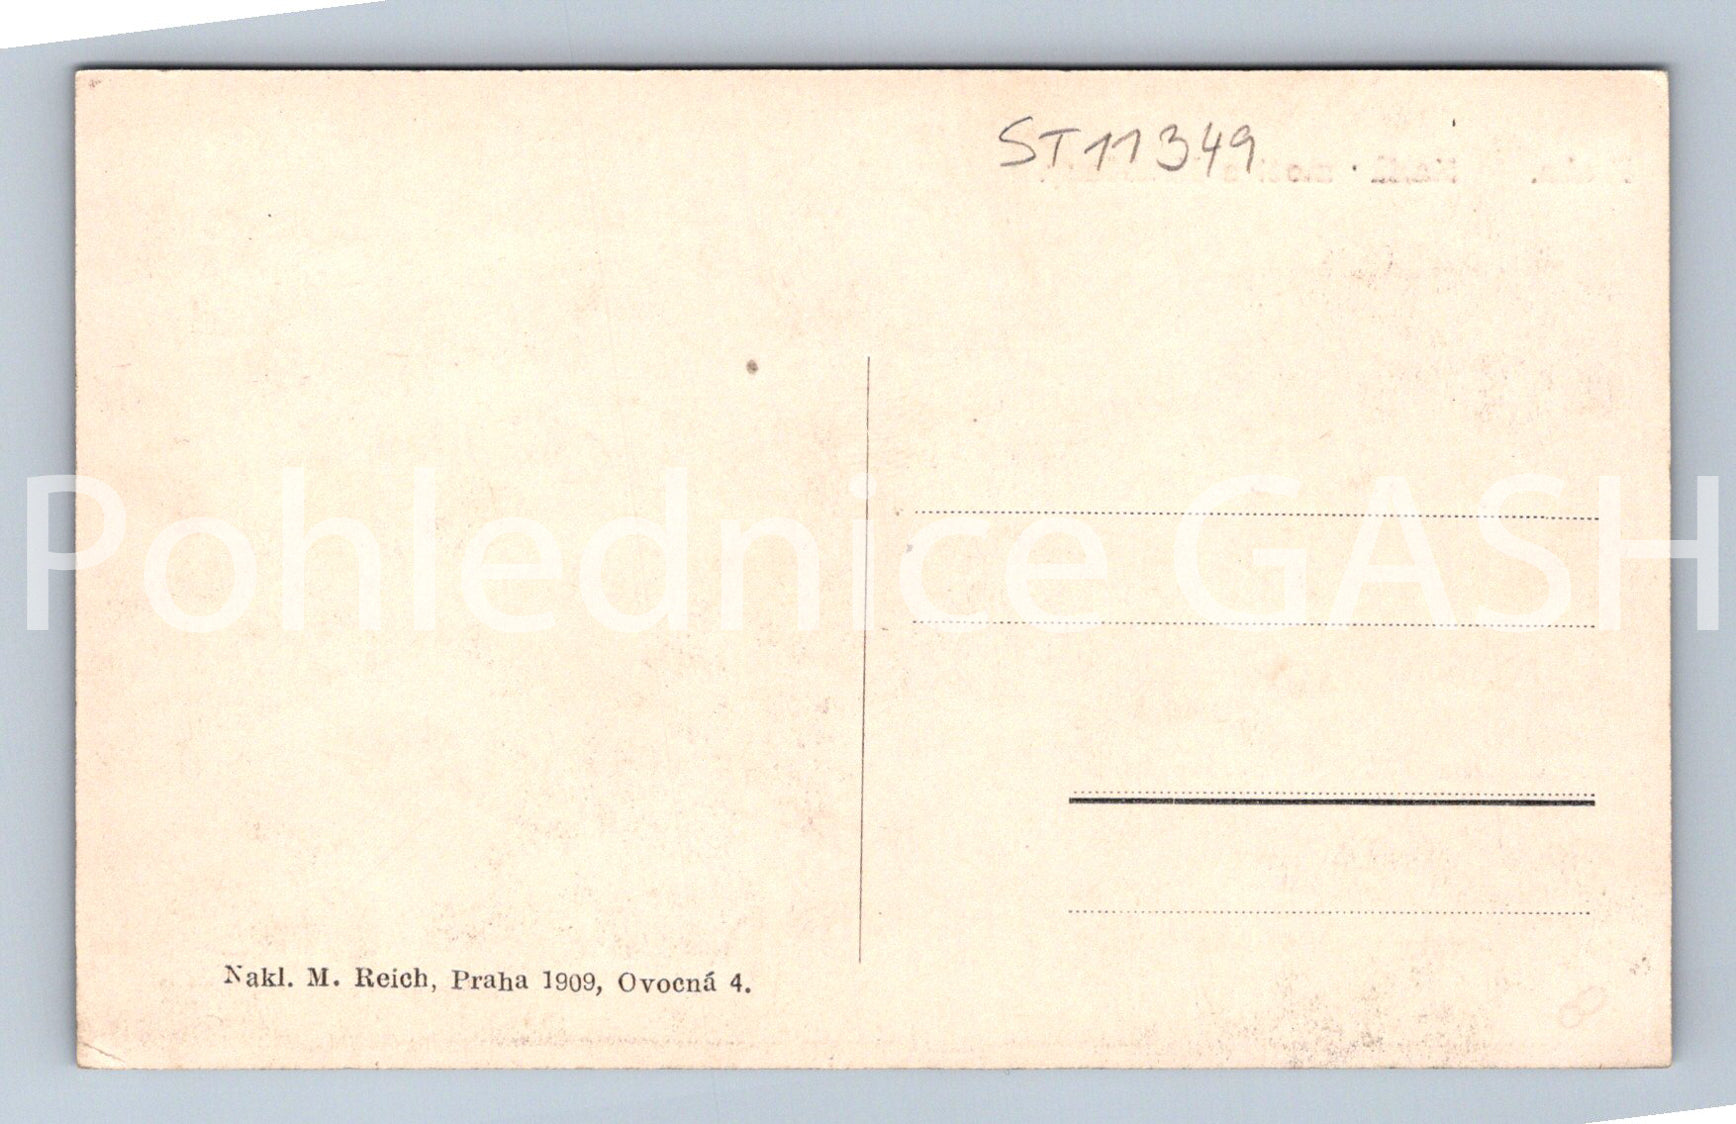 ST11349
Pohlednice GASH
Nakl. M. Reich, Praha 1909, Ovocná 4.